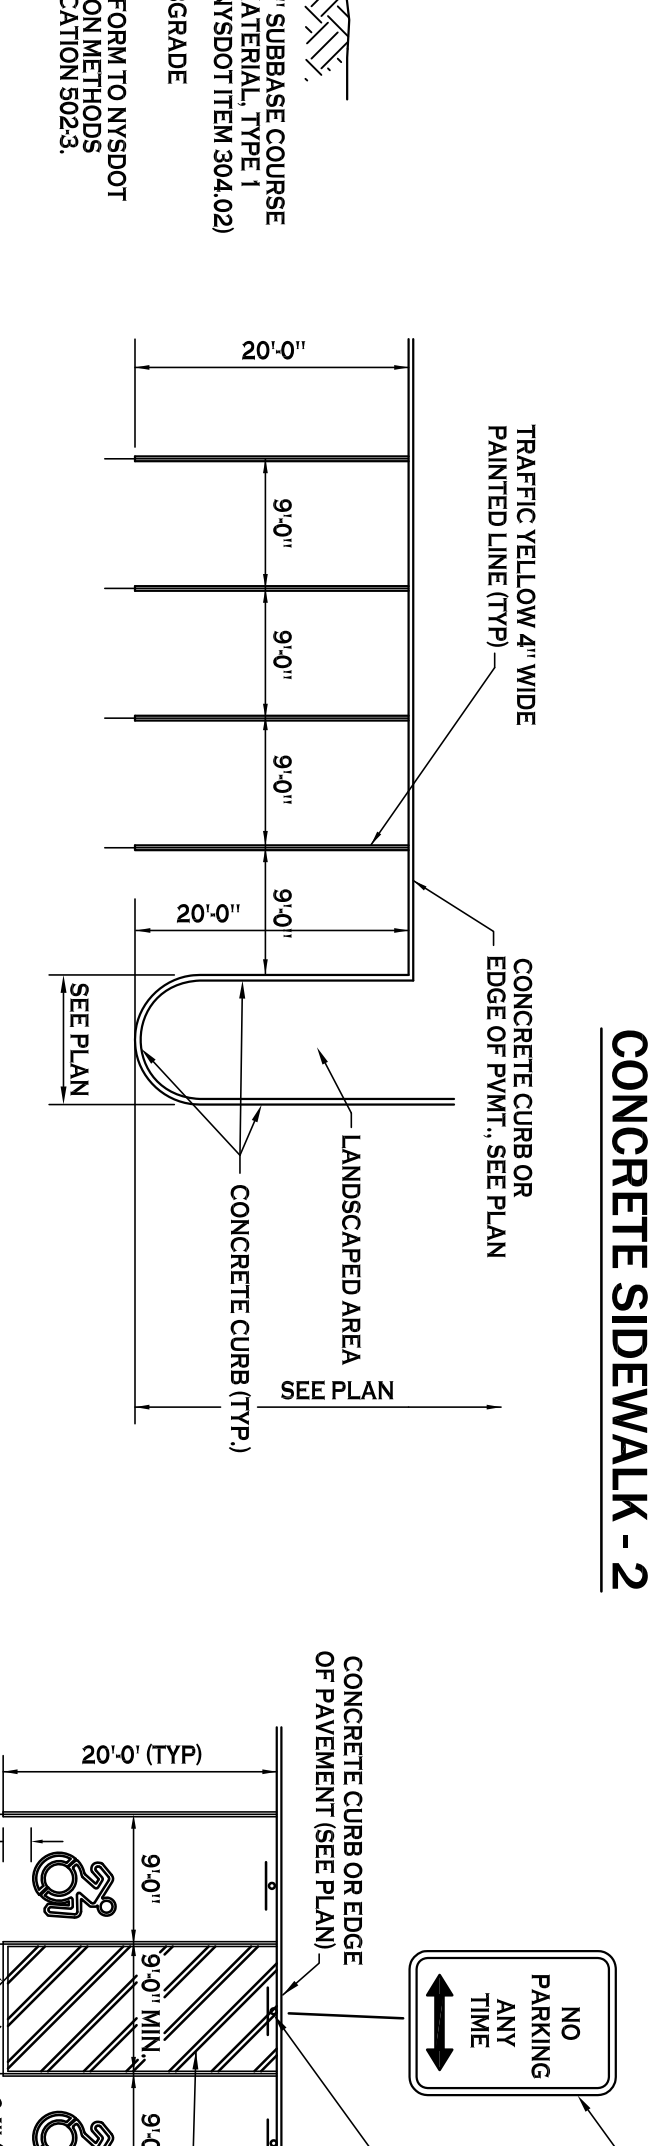 " SUBBASE COURSE
ATERIAL, TYPE 1
NYSDOT ITEM 304.02)
GRADE
FORM TO NYSDOT
ON METHODS
CATION 502-3.
CONCRETE SIDEWALK - 2
TRAFFIC YELLOW 4" WIDE
PAINTED LINE (TYP)
CONCRETE CURB OR
EDGE OF PVMT., SEE PLAN
20'-0"
9'-0"
9'-0"
9'-0"
9'-0"
20'-0"
SEE PLAN
LANDSCAPED AREA
CONCRETE CURB (TYP.)
SEE PLAN
CONCRETE CURB OR EDGE
OF PAVEMENT (SEE PLAN)
20'-0' (TYP)
9'-0"
9'-0" MIN.
9'-0
NO
PARKING
ANY
TIME